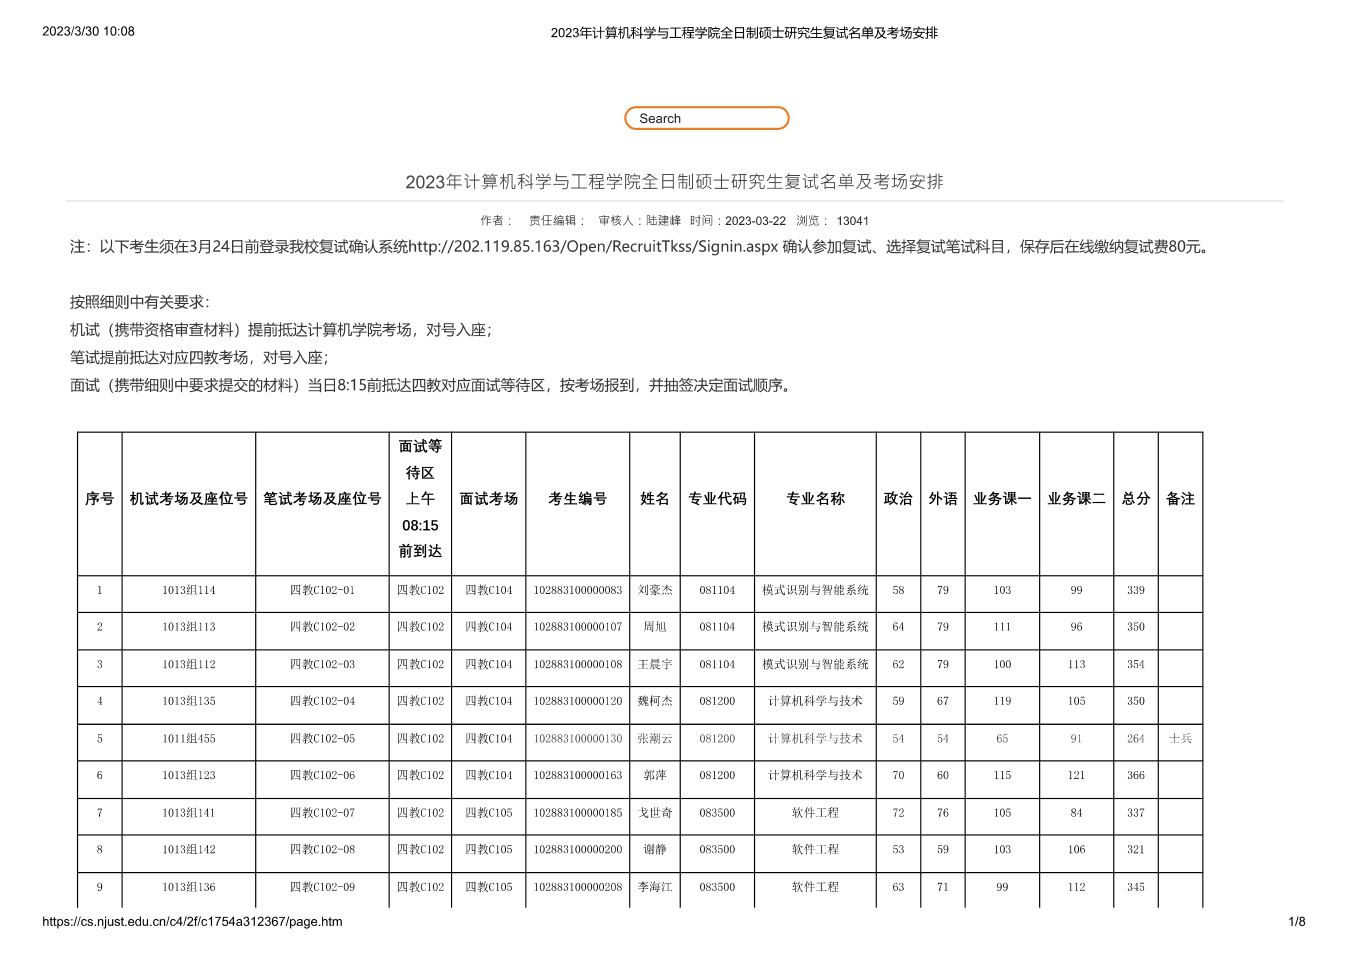 2023/3/30 10:08 2023年计算机科学与工程学院全日制硕士研究生复试名单及考场安排
Search
2023年计算机科学与工程学院全日制硕士研究生复试名单及考场安排
作者： 责任编辑： 审核人：陆建峰 时间：2023-03-22 浏览： 13041
注：以下考生须在3月24日前登录我校复试确认系统http://202.119.85.163/Open/RecruitTkss/Signin.aspx 确认参加复试、选择复试笔试科目，保存后在线缴纳复试费80元。
按照细则中有关要求：
机试（携带资格审查材料）提前抵达计算机学院考场，对号入座；
笔试提前抵达对应四教考场，对号入座；
面试（携带细则中要求提交的材料）当日8:15前抵达四教对应面试等待区，按考场报到，并抽签决定面试顺序。
序号 机试考场及座位号 笔试考场及座位号 面试等待区上午08:15前到达 面试考场 考生编号 姓名 专业代码 专业名称 政治 外语 业务课一 业务课二 总分 备注
1 1013组114 四教C102-01 四教C102 四教C104 102883100000083 刘豪杰 081104 模式识别与智能系统 58 79 103 99 339
2 1013组113 四教C102-02 四教C102 四教C104 102883100000107 周旭 081104 模式识别与智能系统 64 79 111 96 350
3 1013组112 四教C102-03 四教C102 四教C104 102883100000108 王晨宇 081104 模式识别与智能系统 62 79 100 113 354
4 1013组135 四教C102-04 四教C102 四教C104 102883100000120 魏柯杰 081200 计算机科学与技术 59 67 119 105 350
5 1011组455 四教C102-05 四教C102 四教C104 102883100000130 张潮云 081200 计算机科学与技术 54 54 65 91 264 士兵
6 1013组123 四教C102-06 四教C102 四教C104 102883100000163 郭萍 081200 计算机科学与技术 70 60 115 121 366
7 1013组141 四教C102-07 四教C102 四教C105 102883100000185 戈世奇 083500 软件工程 72 76 105 84 337
8 1013组142 四教C102-08 四教C102 四教C105 102883100000200 谢静 083500 软件工程 53 59 103 106 321
9 1013组136 四教C102-09 四教C102 四教C105 102883100000208 李海江 083500 软件工程 63 71 99 112 345
https://cs.njust.edu.cn/c4/2f/c1754a312367/page.htm 1/8